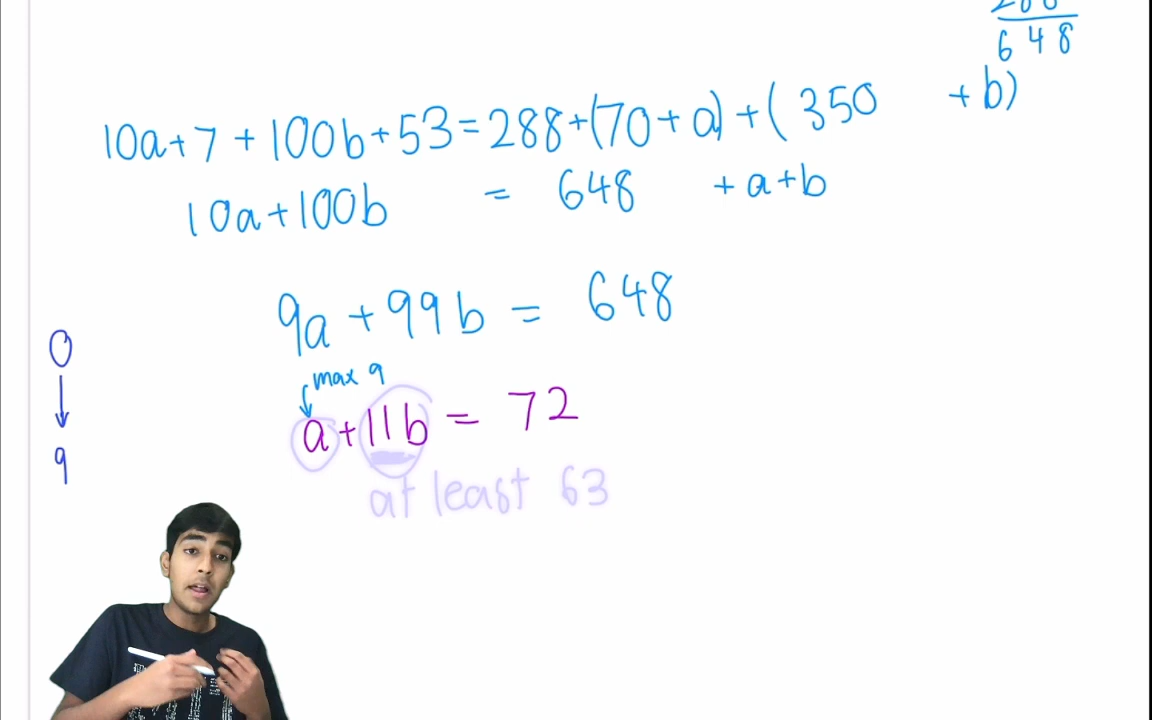 648
10a+7 + 100b+53=288+(70+a)+(350 +b)
10a+100b = 648 +a+b
9a+99b = 648
0
max 9
a+11b = 72
9
at least 63